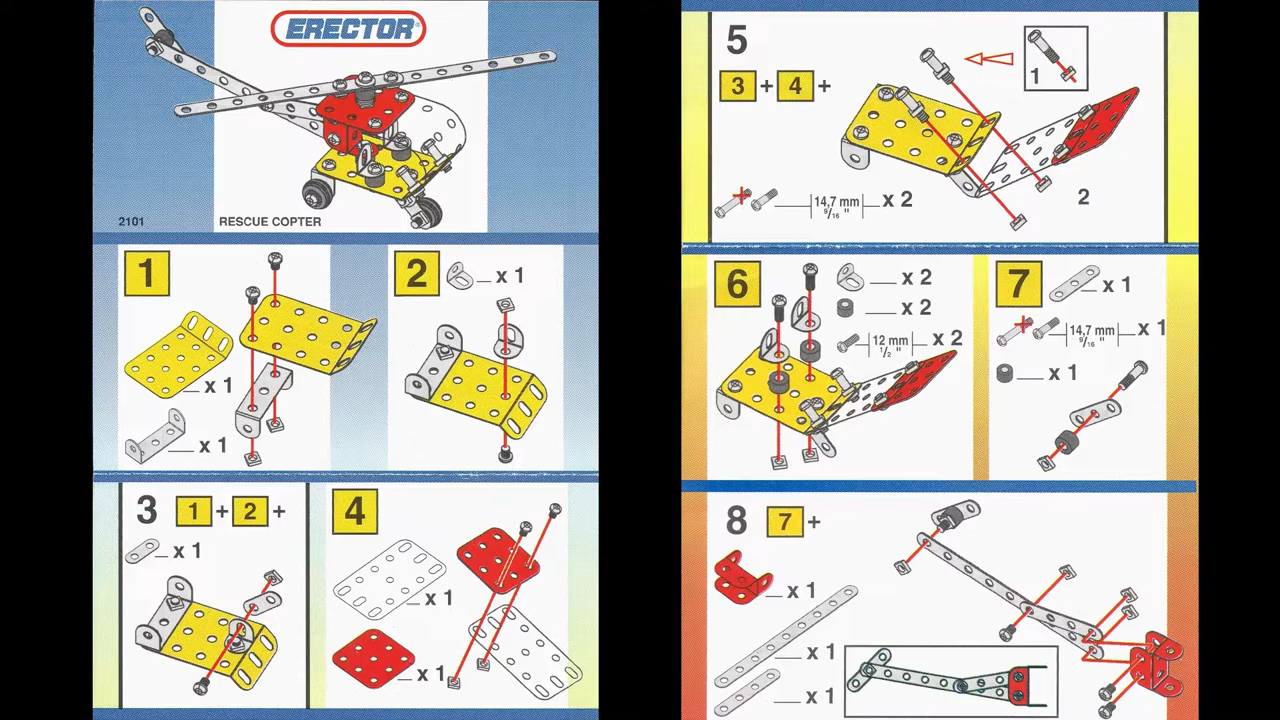 ERECTOR®
2101
RESCUE COPTER
1
x 1
x 1
2
x 1
3
1 + 2 +
x 1
4
x 1
x 1
5
3 + 4 +
1
14,7 mm
9/16 "
x 2
2
6
x 2
x 2
12 mm
1/2 "
x 2
7
x 1
14,7 mm
9/16 "
x 1
x 1
8
7 +
x 1
x 1
x 1